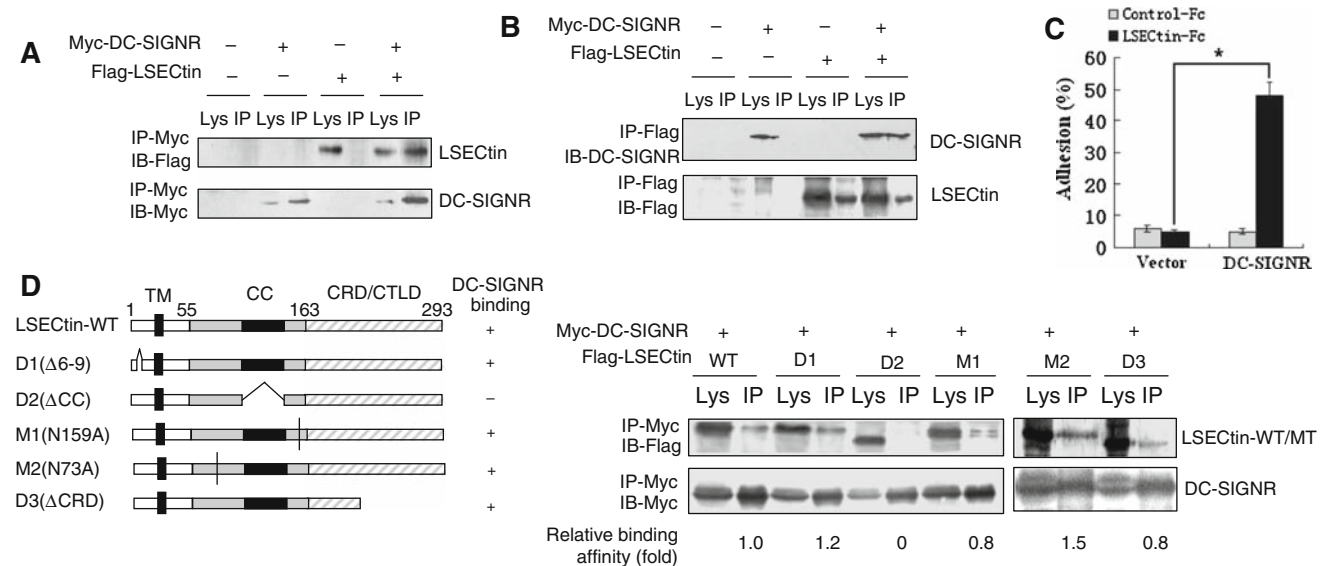 A
Myc-DC-SIGNR – + – +
Flag-LSECtin – – + +
Lys IP Lys IP Lys IP Lys IP
IP-Myc
IB-Flag
LSECtin
IP-Myc
IB-Myc
DC-SIGNR
B
Myc-DC-SIGNR – + – +
Flag-LSECtin – – + +
Lys IP Lys IP Lys IP Lys IP
IP-Flag
IB-DC-SIGNR
DC-SIGNR
IP-Flag
IB-Flag
LSECtin
C
Control-Fc
LSECtin-Fc
*
Adhesion (%)
60
50
40
30
20
10
0
Vector DC-SIGNR
D
TM CC CRD/CTLD DC-SIGNR
binding
1 55 163 293
LSECtin-WT +
D1(Δ6-9) +
D2(ΔCC) –
M1(N159A) +
M2(N73A) +
D3(ΔCRD) +
Myc-DC-SIGNR + + + + + +
Flag-LSECtin WT D1 D2 M1 M2 D3
Lys IP Lys IP Lys IP Lys IP Lys IP Lys IP
IP-Myc
IB-Flag
LSECtin-WT/MT
IP-Myc
IB-Myc
DC-SIGNR
Relative binding
affinity (fold)
1.0 1.2 0 0.8 1.5 0.8